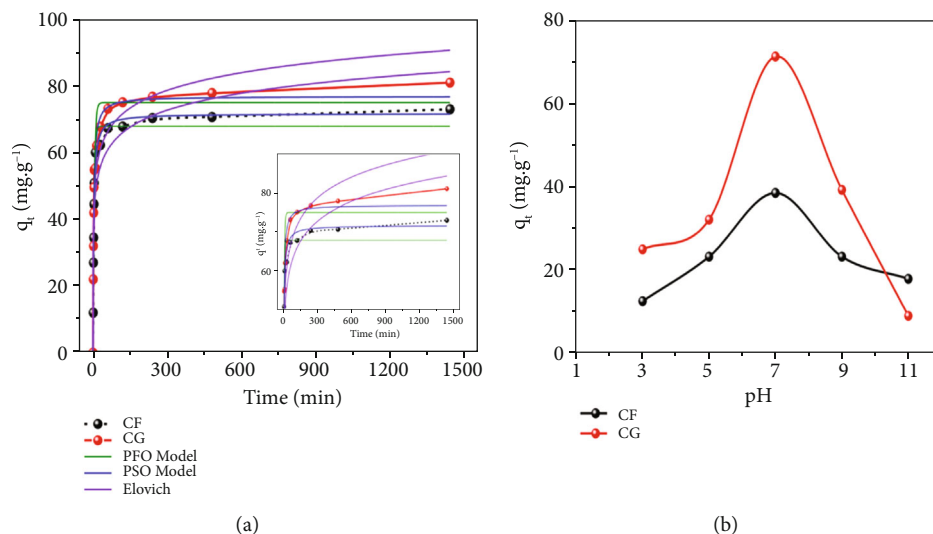 100
80
60
40
20
0
qt (mg.g⁻¹)
80
60
q* (mg.g⁻¹)
0 300 600 900 1200 1500
Time (min)
0 300 600 900 1200 1500
Time (min)
CF
CG
PFO Model
PSO Model
Elovich
(a)
80
60
40
20
0
qt (mg.g⁻¹)
1 3 5 7 9 11
pH
CF
CG
(b)